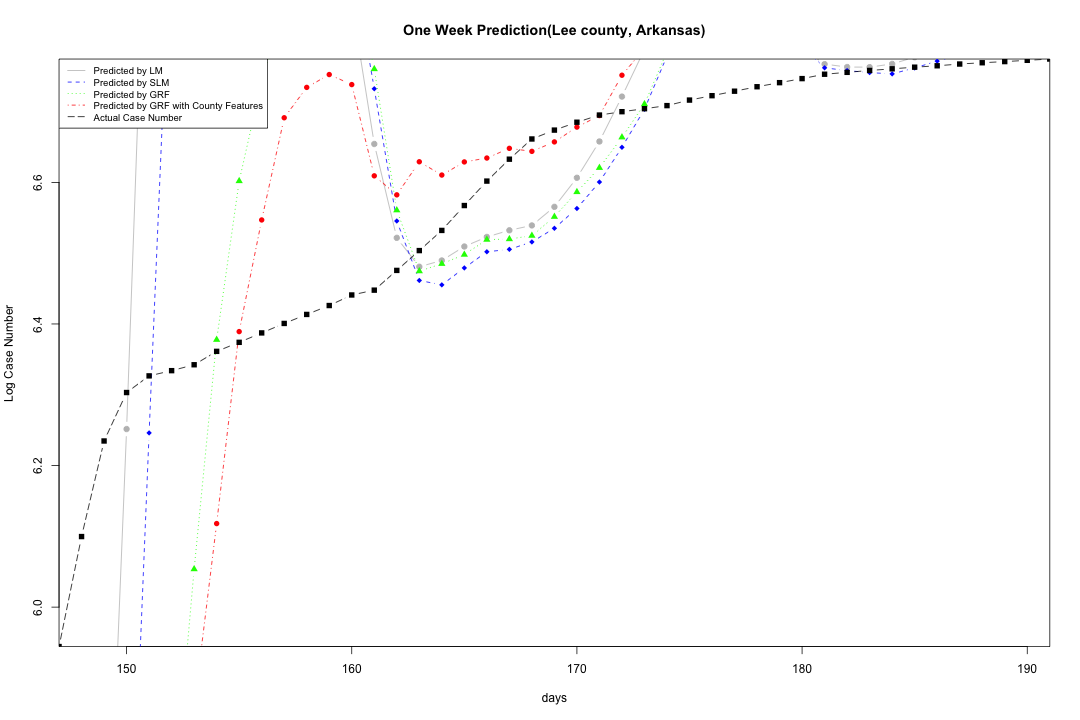 One Week Prediction(Lee county, Arkansas)
Predicted by LM
Predicted by SLM
Predicted by GRF
Predicted by GRF with County Features
Actual Case Number
Log Case Number
6.6
6.4
6.2
6.0
150 160 170 180 190
days